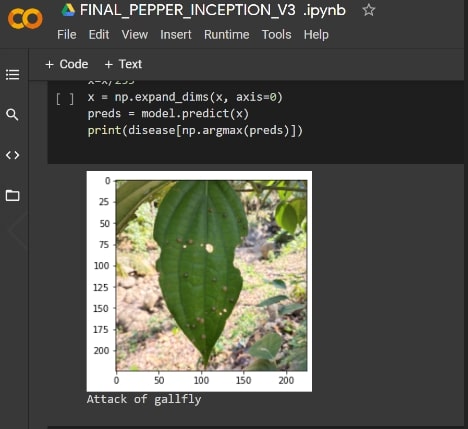 FINAL_PEPPER_INCEPTION_V3 .ipynb
File Edit View Insert Runtime Tools Help
+ Code + Text
x=x/255
[ ] x = np.expand_dims(x, axis=0)
preds = model.predict(x)
print(disease[np.argmax(preds)])
0
25
50
75
100
125
150
175
200
0 50 100 150 200
Attack of gallfly